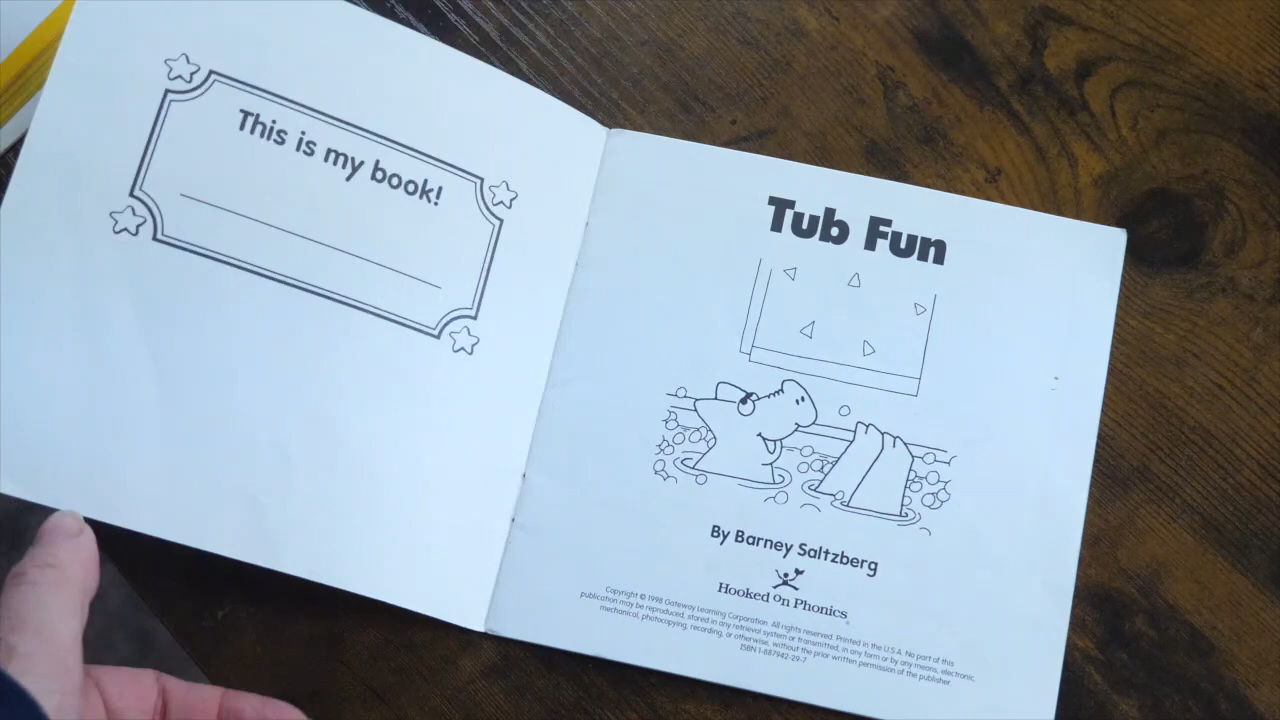 This is my book!
Tub Fun
By Barney Saltzberg
Hooked on Phonics®
Copyright © 1998 Gateway Learning Corporation. All rights reserved. Printed in the U.S.A. No part of this
publication may be reproduced, stored in any retrieval system or transmitted, in any form or by any means, electronic,
mechanical, photocopying, recording, or otherwise, without the prior written permission of the publisher.
ISBN 1-887942-29-7